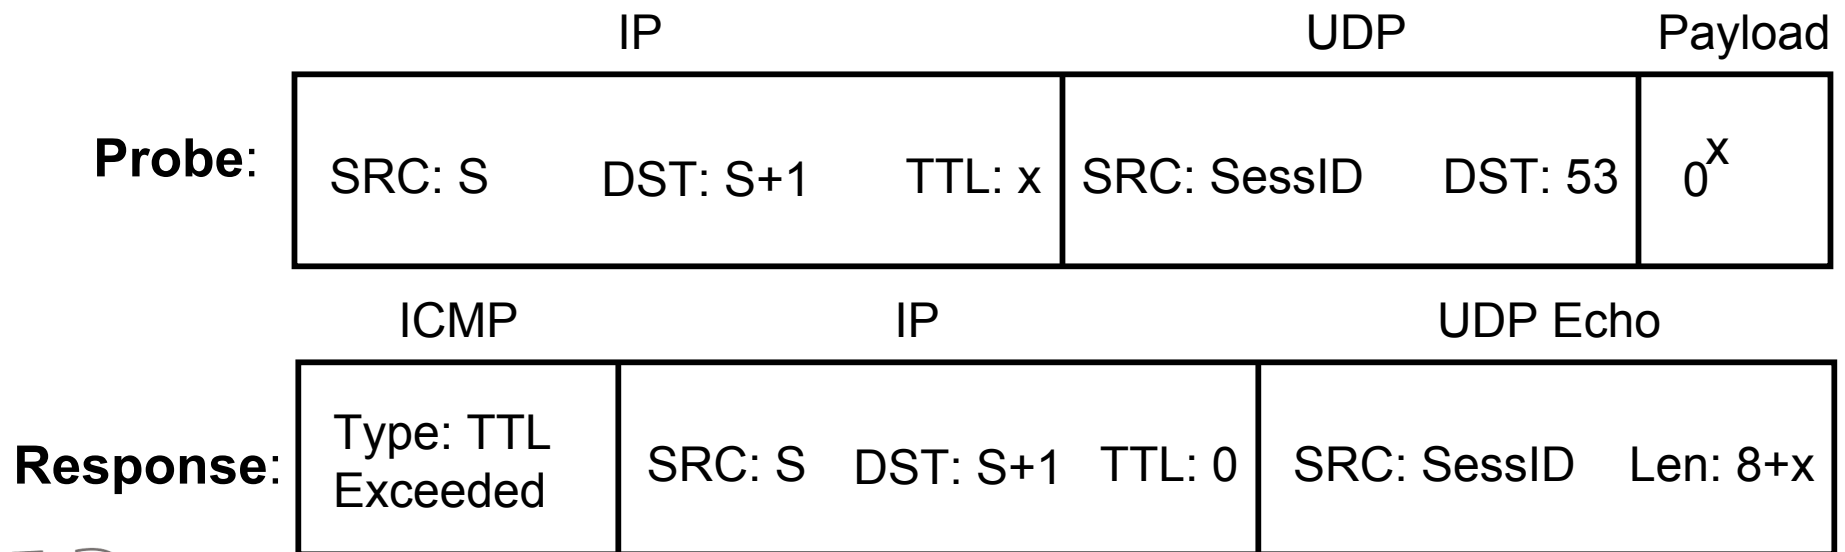 IP UDP Payload
Probe: SRC: S DST: S+1 TTL: x SRC: SessID DST: 53 0^x
ICMP IP UDP Echo
Type: TTL
Response: SRC: S DST: S+1 TTL: 0 SRC: SessID Len: 8+x
Exceeded